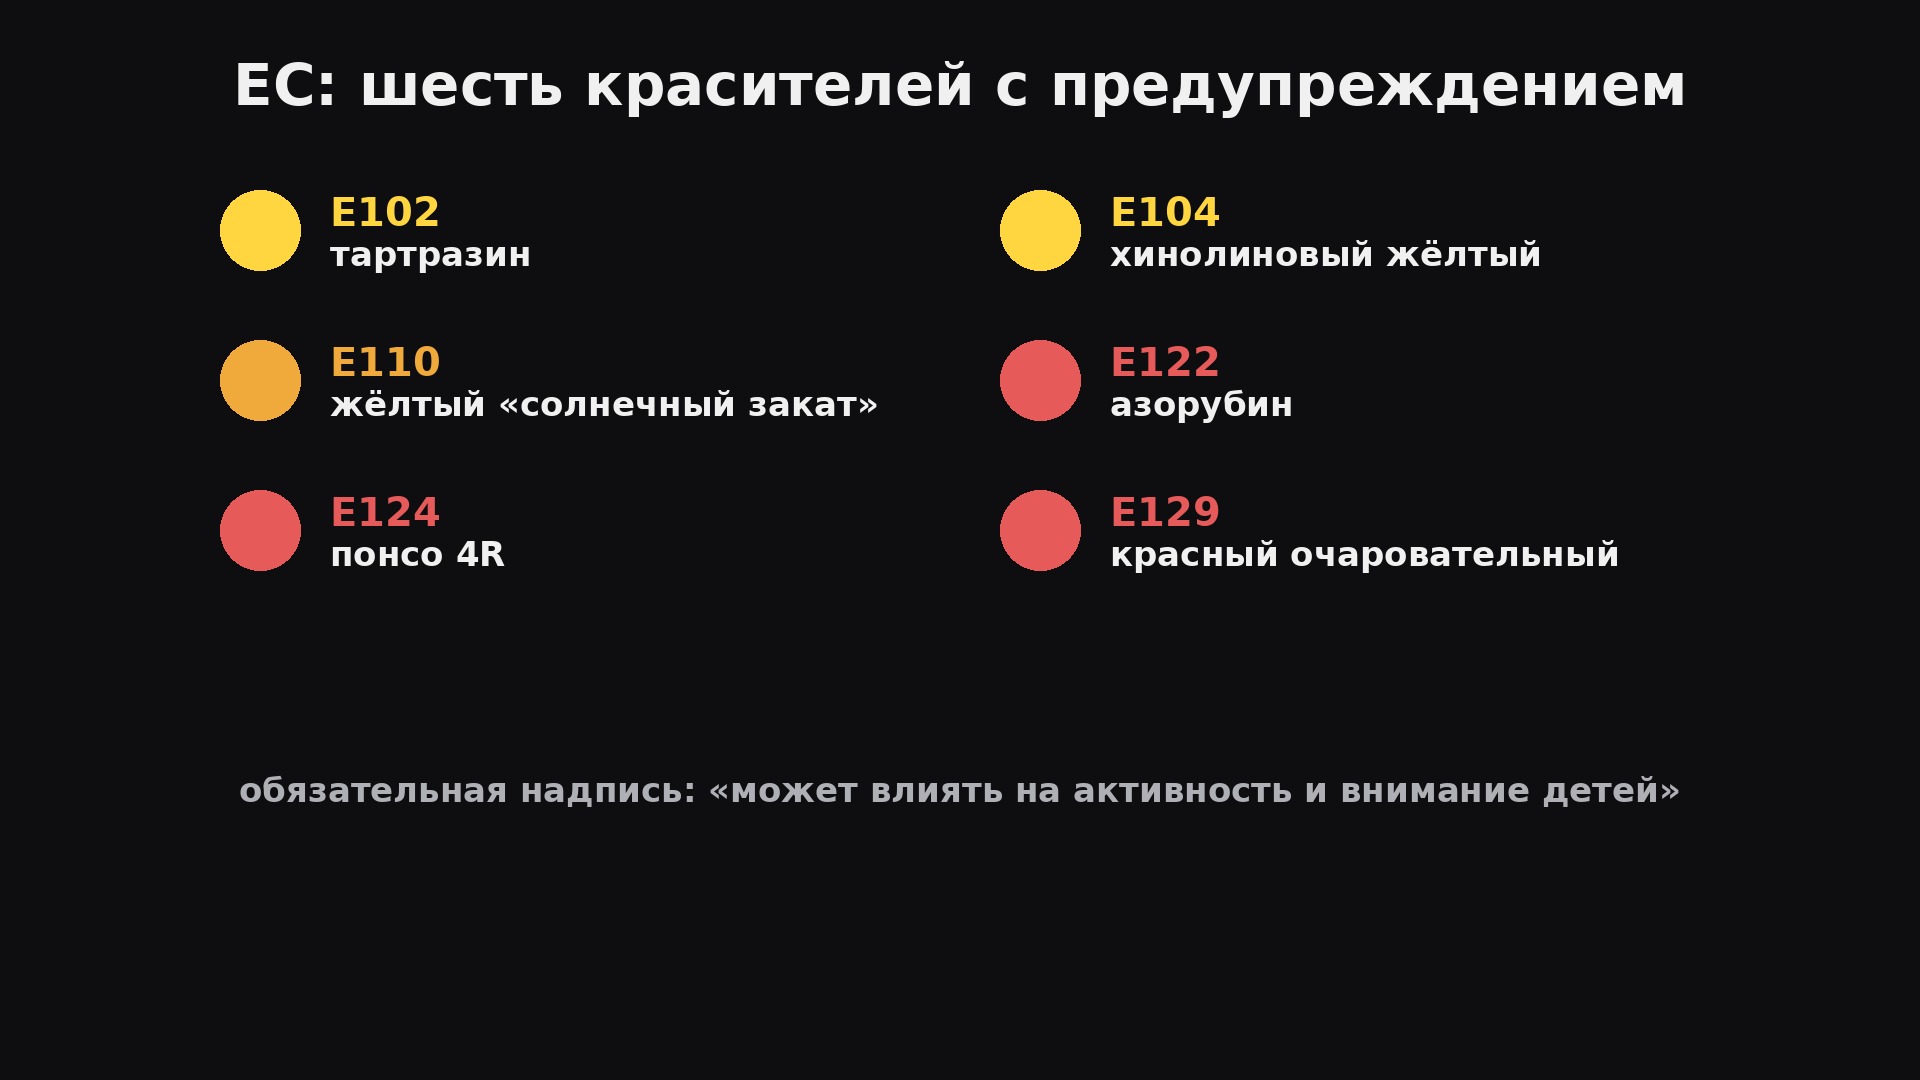 ЕС: шесть красителей с предупреждением
E102
тартразин
E104
хинолиновый жёлтый
E110
жёлтый «солнечный закат»
E122
азорубин
E124
понсо 4R
E129
красный очаровательный
обязательная надпись: «может влиять на активность и внимание детей»